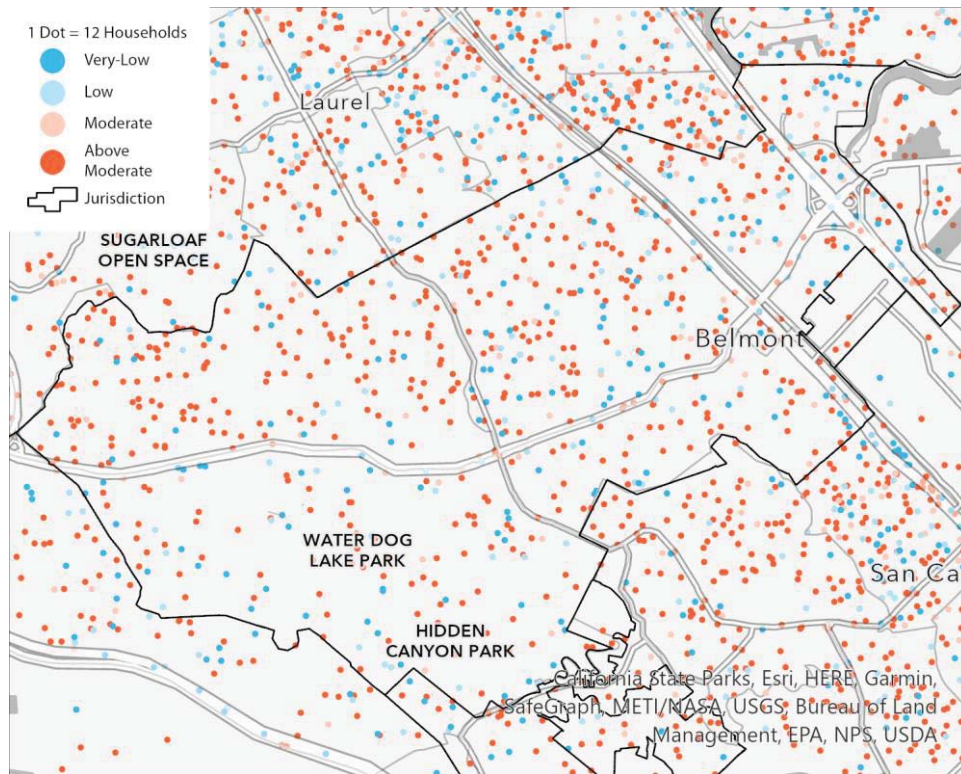 1 Dot = 12 Households
Very-Low
Low
Moderate
Above
Moderate
Jurisdiction
Laurel
SUGARLOAF
OPEN SPACE
Belmont
WATER DOG
LAKE PARK
San Ca
HIDDEN
CANYON PARK
California State Parks, Esri, HERE, Garmin,
SafeGraph, METI/NASA, USGS, Bureau of Land
Management, EPA, NPS, USDA